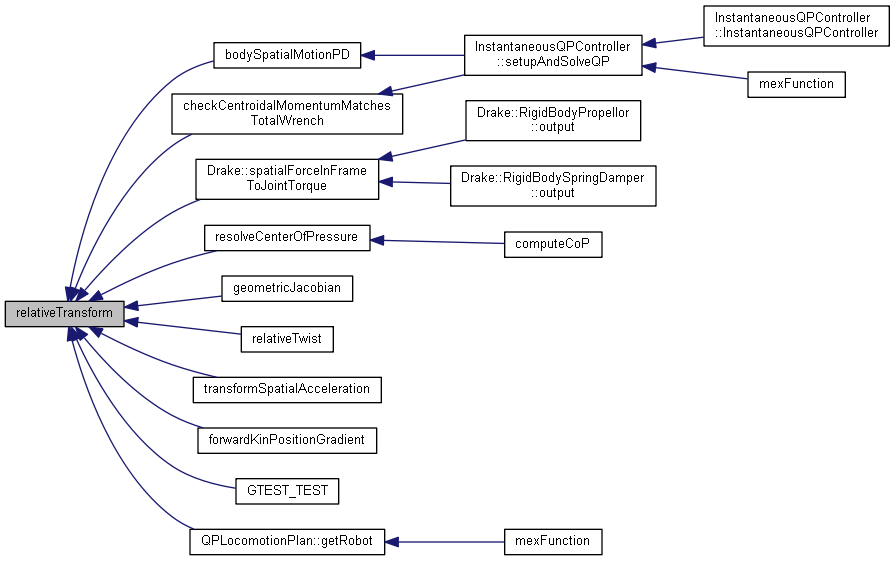 InstantaneousQPController
::InstantaneousQPController
bodySpatialMotionPD
InstantaneousQPController
::setupAndSolveQP
mexFunction
checkCentroidalMomentumMatches
TotalWrench
Drake::RigidBodyPropellor
::output
Drake::spatialForceInFrame
ToJointTorque
Drake::RigidBodySpringDamper
::output
resolveCenterOfPressure
computeCoP
geometricJacobian
relativeTransform
relativeTwist
transformSpatialAcceleration
forwardKinPositionGradient
GTEST_TEST
QPLocomotionPlan::getRobot
mexFunction